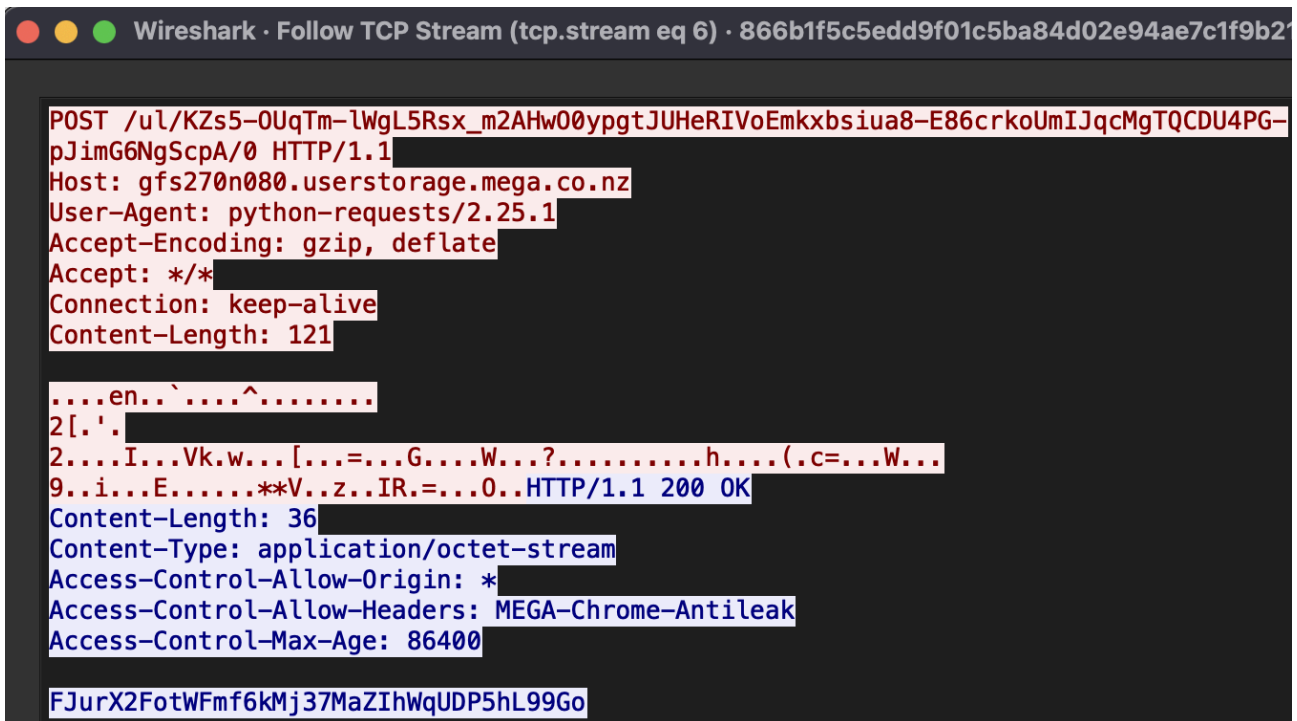 Wireshark · Follow TCP Stream (tcp.stream eq 6) · 866b1f5c5edd9f01c5ba84d02e94ae7c1f9b21
POST /ul/KZs5-OUqTm-lWgL5Rsx_m2AHwO0ypgtJUHeRIVoEmkxbsiua8-E86crkoUmIJqcMgTQCDU4PG-
pJimG6NgScpA/0 HTTP/1.1
Host: gfs270n080.userstorage.mega.co.nz
User-Agent: python-requests/2.25.1
Accept-Encoding: gzip, deflate
Accept: */*
Connection: keep-alive
Content-Length: 121
....en..`....^........
2[.'.
2....I...Vk.w...[...=...G....W...?..........h....(.c=...W...
9..i...E......**V..z..IR.=...O..HTTP/1.1 200 OK
Content-Length: 36
Content-Type: application/octet-stream
Access-Control-Allow-Origin: *
Access-Control-Allow-Headers: MEGA-Chrome-Antileak
Access-Control-Max-Age: 86400
FJurX2FotWFmf6kMj37MaZIhWqUDP5hL99Go